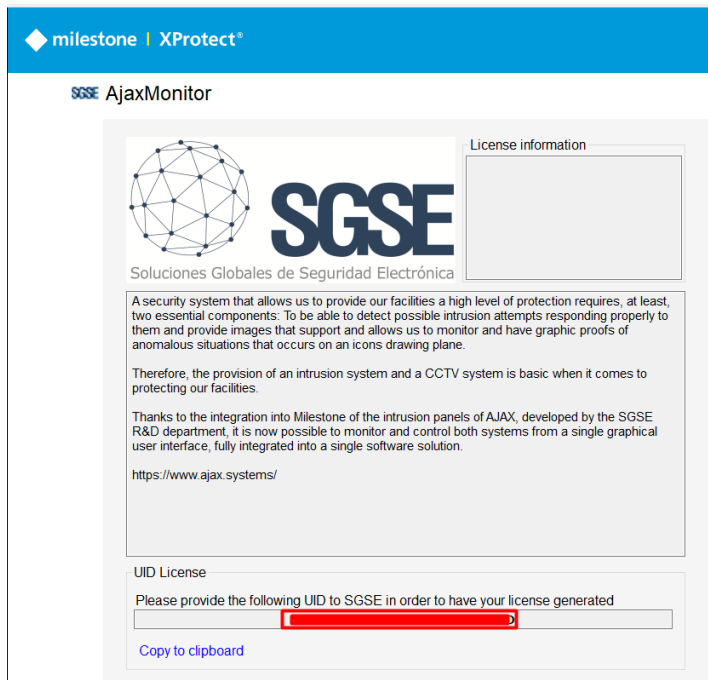 milestone | XProtect®
SGSE AjaxMonitor
License information
SGSE
Soluciones Globales de Seguridad Electrónica
A security system that allows us to provide our facilities a high level of protection requires, at least,
two essential components: To be able to detect possible intrusion attempts responding properly to
them and provide images that support and allows us to monitor and have graphic proofs of
anomalous situations that occurs on an icons drawing plane.
Therefore, the provision of an intrusion system and a CCTV system is basic when it comes to
protecting our facilities.
Thanks to the integration into Milestone of the intrusion panels of AJAX, developed by the SGSE
R&D department, it is now possible to monitor and control both systems from a single graphical
user interface, fully integrated into a single software solution.
https://www.ajax.systems/
UID License
Please provide the following UID to SGSE in order to have your license generated
Copy to clipboard